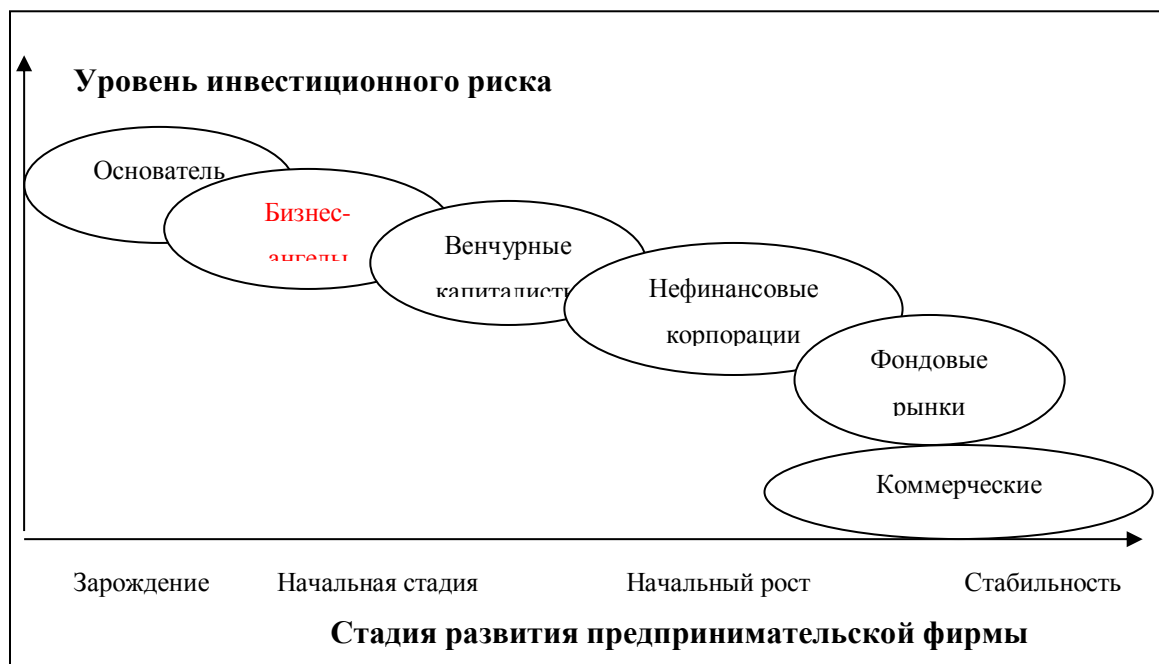 Уровень инвестиционного риска
Основатель
Бизнес-
ангелы
Венчурные
капиталисты
Нефинансовые
корпорации
Фондовые
рынки
Коммерческие
Зарождение Начальная стадия Начальный рост Стабильность
Стадия развития предпринимательской фирмы